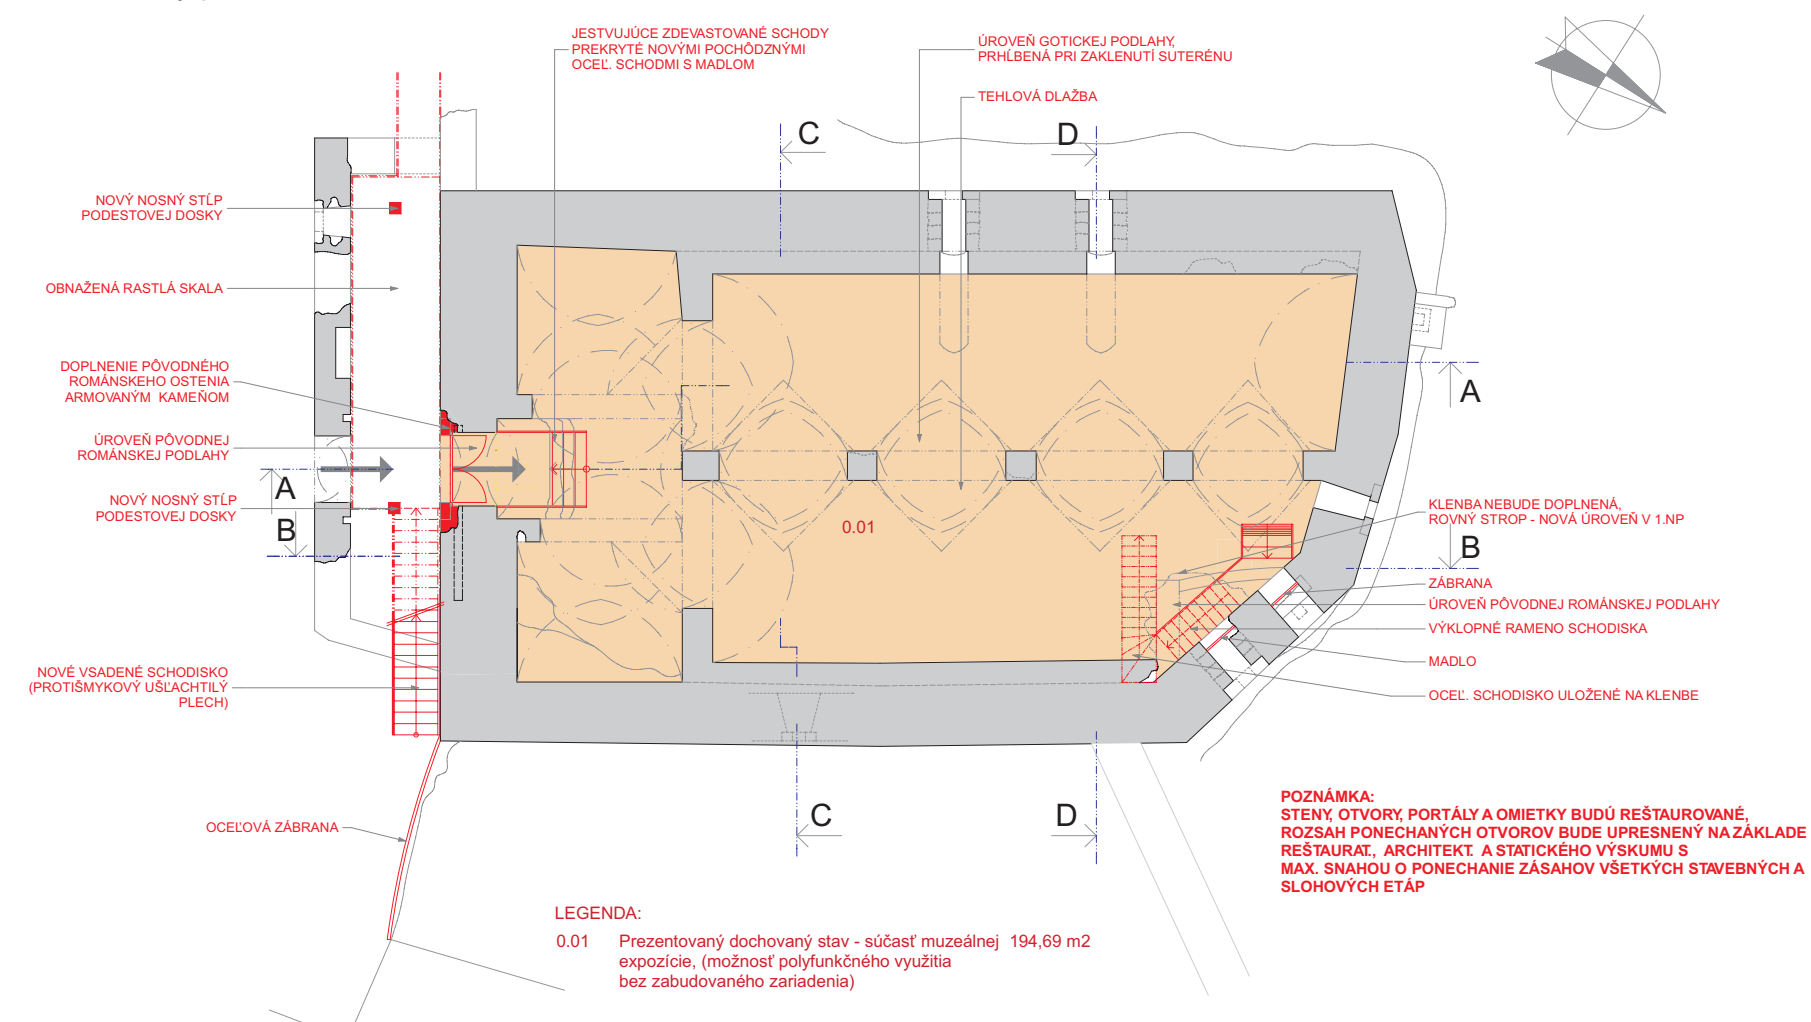 JESTVUJÚCE ZDEVASTOVANÉ SCHODY
PREKRYTÉ NOVÝMI POCHÔDZNÝMI
OCEĽ. SCHODMI S MADLOM
ÚROVEŇ GOTICKEJ PODLAHY,
PRHĹBENÁ PRI ZAKLENUTÍ SUTERÉNU
TEHLOVÁ DLAŽBA
C
D
NOVÝ NOSNÝ STĹP
PODESTOVEJ DOSKY
OBNAŽENÁ RASTLÁ SKALA
DOPLNENIE PÔVODNÉHO
ROMÁNSKEHO OSTENIA
ARMOVANÝM KAMEŇOM
ÚROVEŇ PÔVODNEJ
ROMÁNSKEJ PODLAHY
NOVÝ NOSNÝ STĹP
PODESTOVEJ DOSKY
A
B
A
B
0.01
KLENBA NEBUDE DOPLNENÁ,
ROVNÝ STROP - NOVÁ ÚROVEŇ V 1.NP
ZÁBRANA
ÚROVEŇ PÔVODNEJ ROMÁNSKEJ PODLAHY
VÝKLOPNÉ RAMENO SCHODISKA
MADLO
OCEĽ. SCHODISKO ULOŽENÉ NA KLENBE
NOVÉ VSADENÉ SCHODISKO
(PROTIŠMYKOVÝ UŠĽACHTILÝ
PLECH)
OCEĽOVÁ ZÁBRANA
C
D
POZNÁMKA:
STENY, OTVORY, PORTÁLY A OMIETKY BUDÚ REŠTAUROVANÉ,
ROZSAH PONECHANÝCH OTVOROV BUDE UPRESNENÝ NA ZÁKLADE
REŠTAURAT., ARCHITEKT. A STATICKÉHO VÝSKUMU S
MAX. SNAHOU O PONECHANIE ZÁSAHOV VŠETKÝCH STAVEBNÝCH A
SLOHOVÝCH ETÁP
LEGENDA:
0.01 Prezentovaný dochovaný stav - súčasť muzeálnej 194,69 m2
expozície, (možnosť polyfunkčného využitia
bez zabudovaného zariadenia)